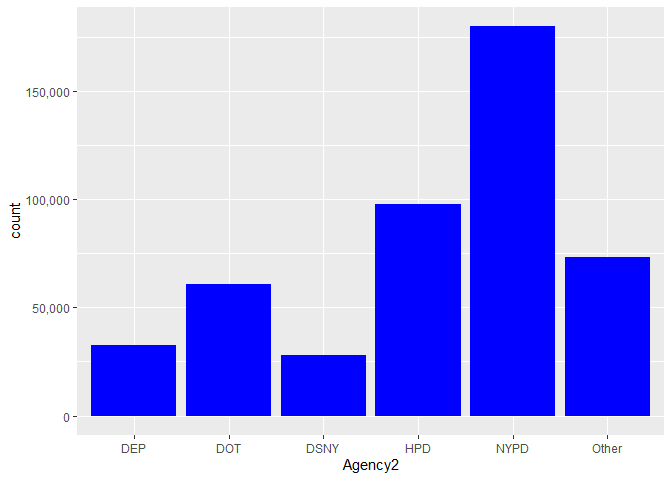 150,000
100,000
50,000
0
count
DEP DOT DSNY HPD NYPD Other
Agency2